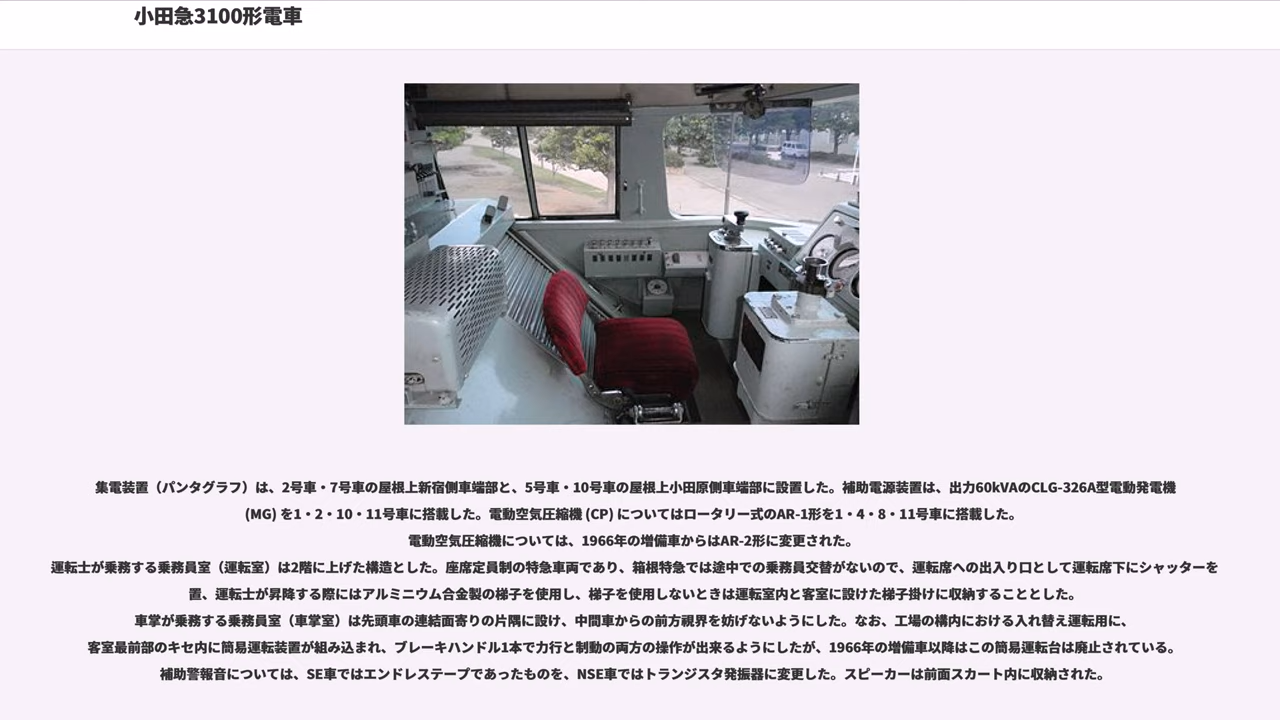 小田急3100形電車
集電装置（パンタグラフ）は、2号車・7号車の屋根上新宿側車端部と、5号車・10号車の屋根上小田原側車端部に設置した。補助電源装置は、出力60kVAのCLG-326A型電動発電機
(MG) を1・2・10・11号車に搭載した。電動空気圧縮機 (CP) についてはロータリー式のAR-1形を1・4・8・11号車に搭載した。
電動空気圧縮機については、1966年の増備車からはAR-2形に変更された。
運転士が乗務する乗務員室（運転室）は2階に上げた構造とした。座席定員制の特急車両であり、箱根特急では途中での乗務員交替がないので、運転席への出入り口として運転席下にシャッターを
置、運転士が昇降する際にはアルミニウム合金製の梯子を使用し、梯子を使用しないときは運転室内と客室に設けた梯子掛けに収納することとした。
車掌が乗務する乗務員室（車掌室）は先頭車の連結面寄りの片隅に設け、中間車からの前方視界を妨げないようにした。なお、工場の構内における入れ替え運転用に、
客室最前部のキセ内に簡易運転装置が組み込まれ、ブレーキハンドル1本で力行と制動の両方の操作が出来るようにしたが、1966年の増備車以降はこの簡易運転台は廃止されている。
補助警報音については、SE車ではエンドレステープであったものを、NSE車ではトランジスタ発振器に変更した。スピーカーは前面スカート内に収納された。